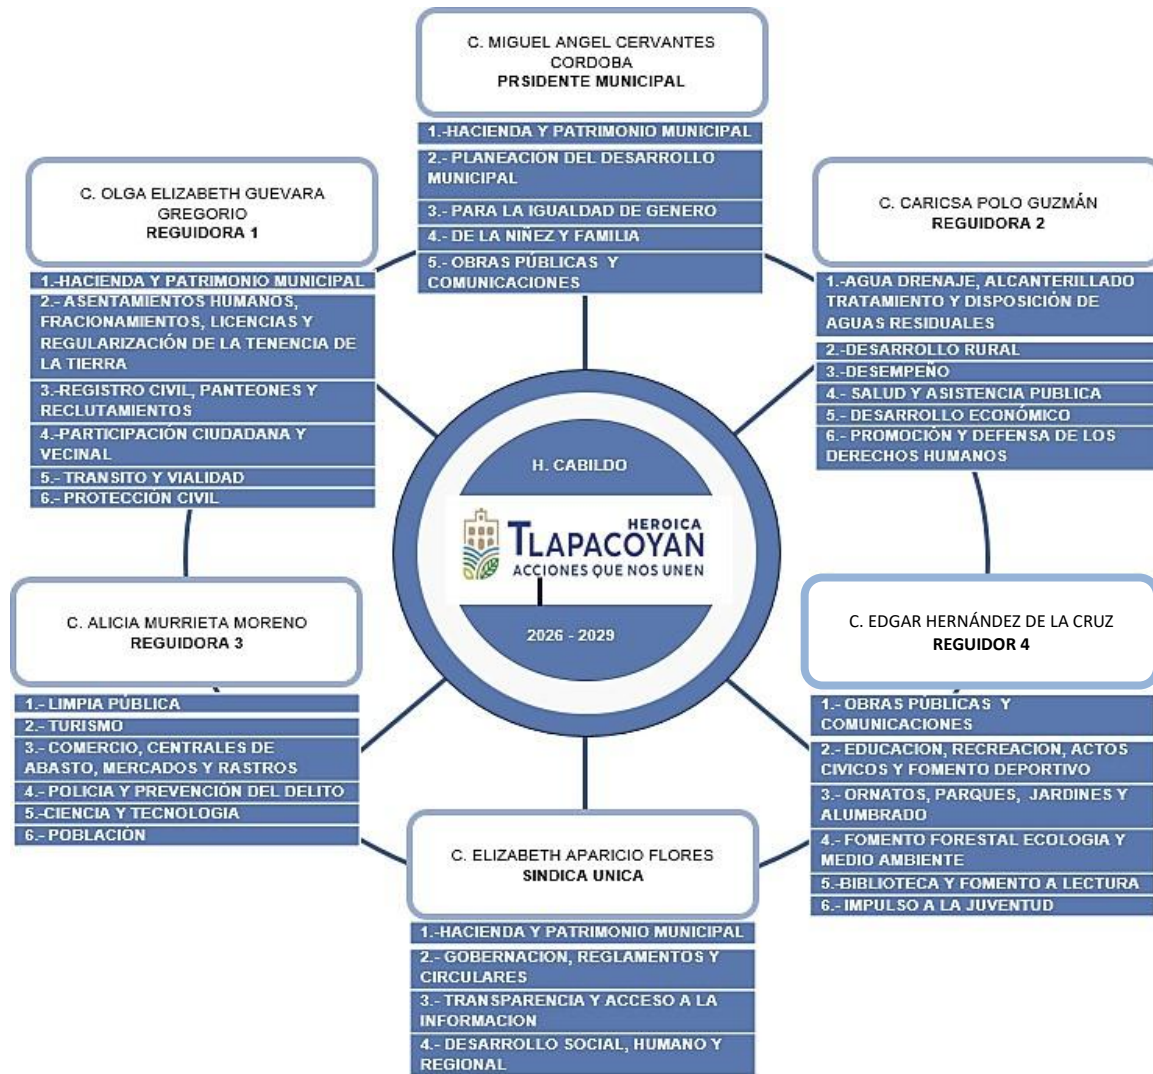 C. MIGUEL ANGEL CERVANTES
CORDOBA
PRSIDENTE MUNICIPAL
1.-HACIENDA Y PATRIMONIO MUNICIPAL
2.- PLANEACIÓN DEL DESARROLLO
MUNICIPAL
3.- PARA LA IGUALDAD DE GENERO
4.- DE LA NIÑEZ Y FAMILIA
5.- OBRAS PÚBLICAS Y
COMUNICACIONES
C. OLGA ELIZABETH GUEVARA
GREGORIO
REGUIDORA 1
1.-HACIENDA Y PATRIMONIO MUNICIPAL
2.- ASENTAMIENTOS HUMANOS,
FRACIONAMIENTOS, LICENCIAS Y
REGULARIZACIÓN DE LA TENENCIA DE
LA TIERRA
3.-REGISTRO CIVIL, PANTEONES Y
RECLUTAMIENTOS
4.-PARTICIPACIÓN CIUDADANA Y
VECINAL
5.- TRANSITO Y VIALIDAD
6.- PROTECCIÓN CIVIL
C. CARICSA POLO GUZMÁN
REGUIDORA 2
1.-AGUA DRENAJE, ALCANTERILLADO
TRATAMIENTO Y DISPOSICIÓN DE
AGUAS RESIDUALES
2.-DESARROLLO RURAL
3.-DESEMPEÑO
4.- SALUD Y ASISTENCIA PUBLICA
5.- DESARROLLO ECONÓMICO
6.- PROMOCIÓN Y DEFENSA DE LOS
DERECHOS HUMANOS
H. CABILDO
HEROICA
TLAPACOYAN
ACCIONES QUE NOS UNEN
2026 - 2029
C. ALICIA MURRIETA MORENO
REGUIDORA 3
1.- LIMPIA PÚBLICA
2.- TURISMO
3.- COMERCIO, CENTRALES DE
ABASTO, MERCADOS Y RASTROS
4.- POLICIA Y PREVENCIÓN DEL DELITO
5.-CIENCIA Y TECNOLOGIA
6.- POBLACIÓN
C. EDGAR HERNÁNDEZ DE LA CRUZ
REGUIDOR 4
1.- OBRAS PÚBLICAS Y
COMUNICACIONES
2.- EDUCACION, RECREACION, ACTOS
CIVICOS Y FOMENTO DEPORTIVO
3.- ORNATOS, PARQUES, JARDINES Y
ALUMBRADO
4.- FOMENTO FORESTAL ECOLOGIA Y
MEDIO AMBIENTE
5.-BIBLIOTECA Y FOMENTO A LECTURA
6.- IMPULSO A LA JUVENTUD
C. ELIZABETH APARICIO FLORES
SINDICA UNICA
1.-HACIENDA Y PATRIMONIO MUNICIPAL
2.- GOBERNACION, REGLAMENTOS Y
CIRCULARES
3.- TRANSPARENCIA Y ACCESO A LA
INFORMACION
4.- DESARROLLO SOCIAL, HUMANO Y
REGIONAL